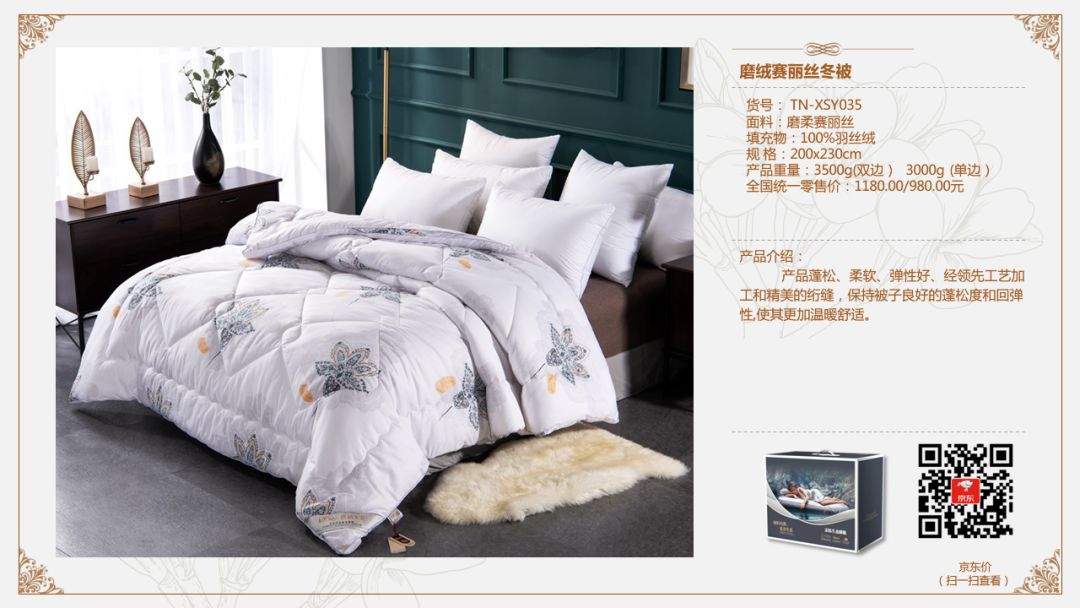 磨绒赛丽丝冬被
货号： TN-XSY035
面料：磨柔赛丽丝
填充物：100%羽丝绒
规 格：200x230cm
产品重量：3500g(双边 ) 3000g (单边 )
全国统一零售价：1180.00/980.00元
产品介绍：
产品蓬松、柔软、弹性好、经领先工艺加
工和精美的绗缝，保持被子良好的蓬松度和回弹
性,使其更加温暖舒适。
京东
京东价
（扫一扫查看）